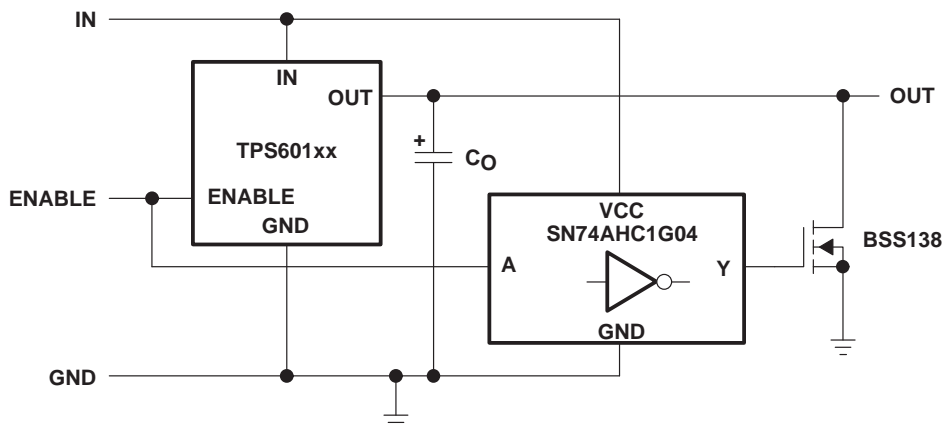 IN
IN
OUT
OUT
TPS601xx
+
CO
ENABLE
ENABLE
GND
VCC
SN74AHC1G04
BSS138
A
Y
GND
GND